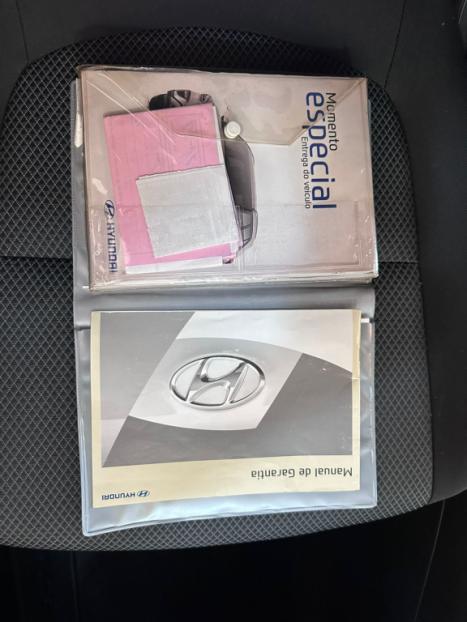 Momento
especial
Entrega do veículo
HYUNDAI
Manual de Garantia
HYUNDAI